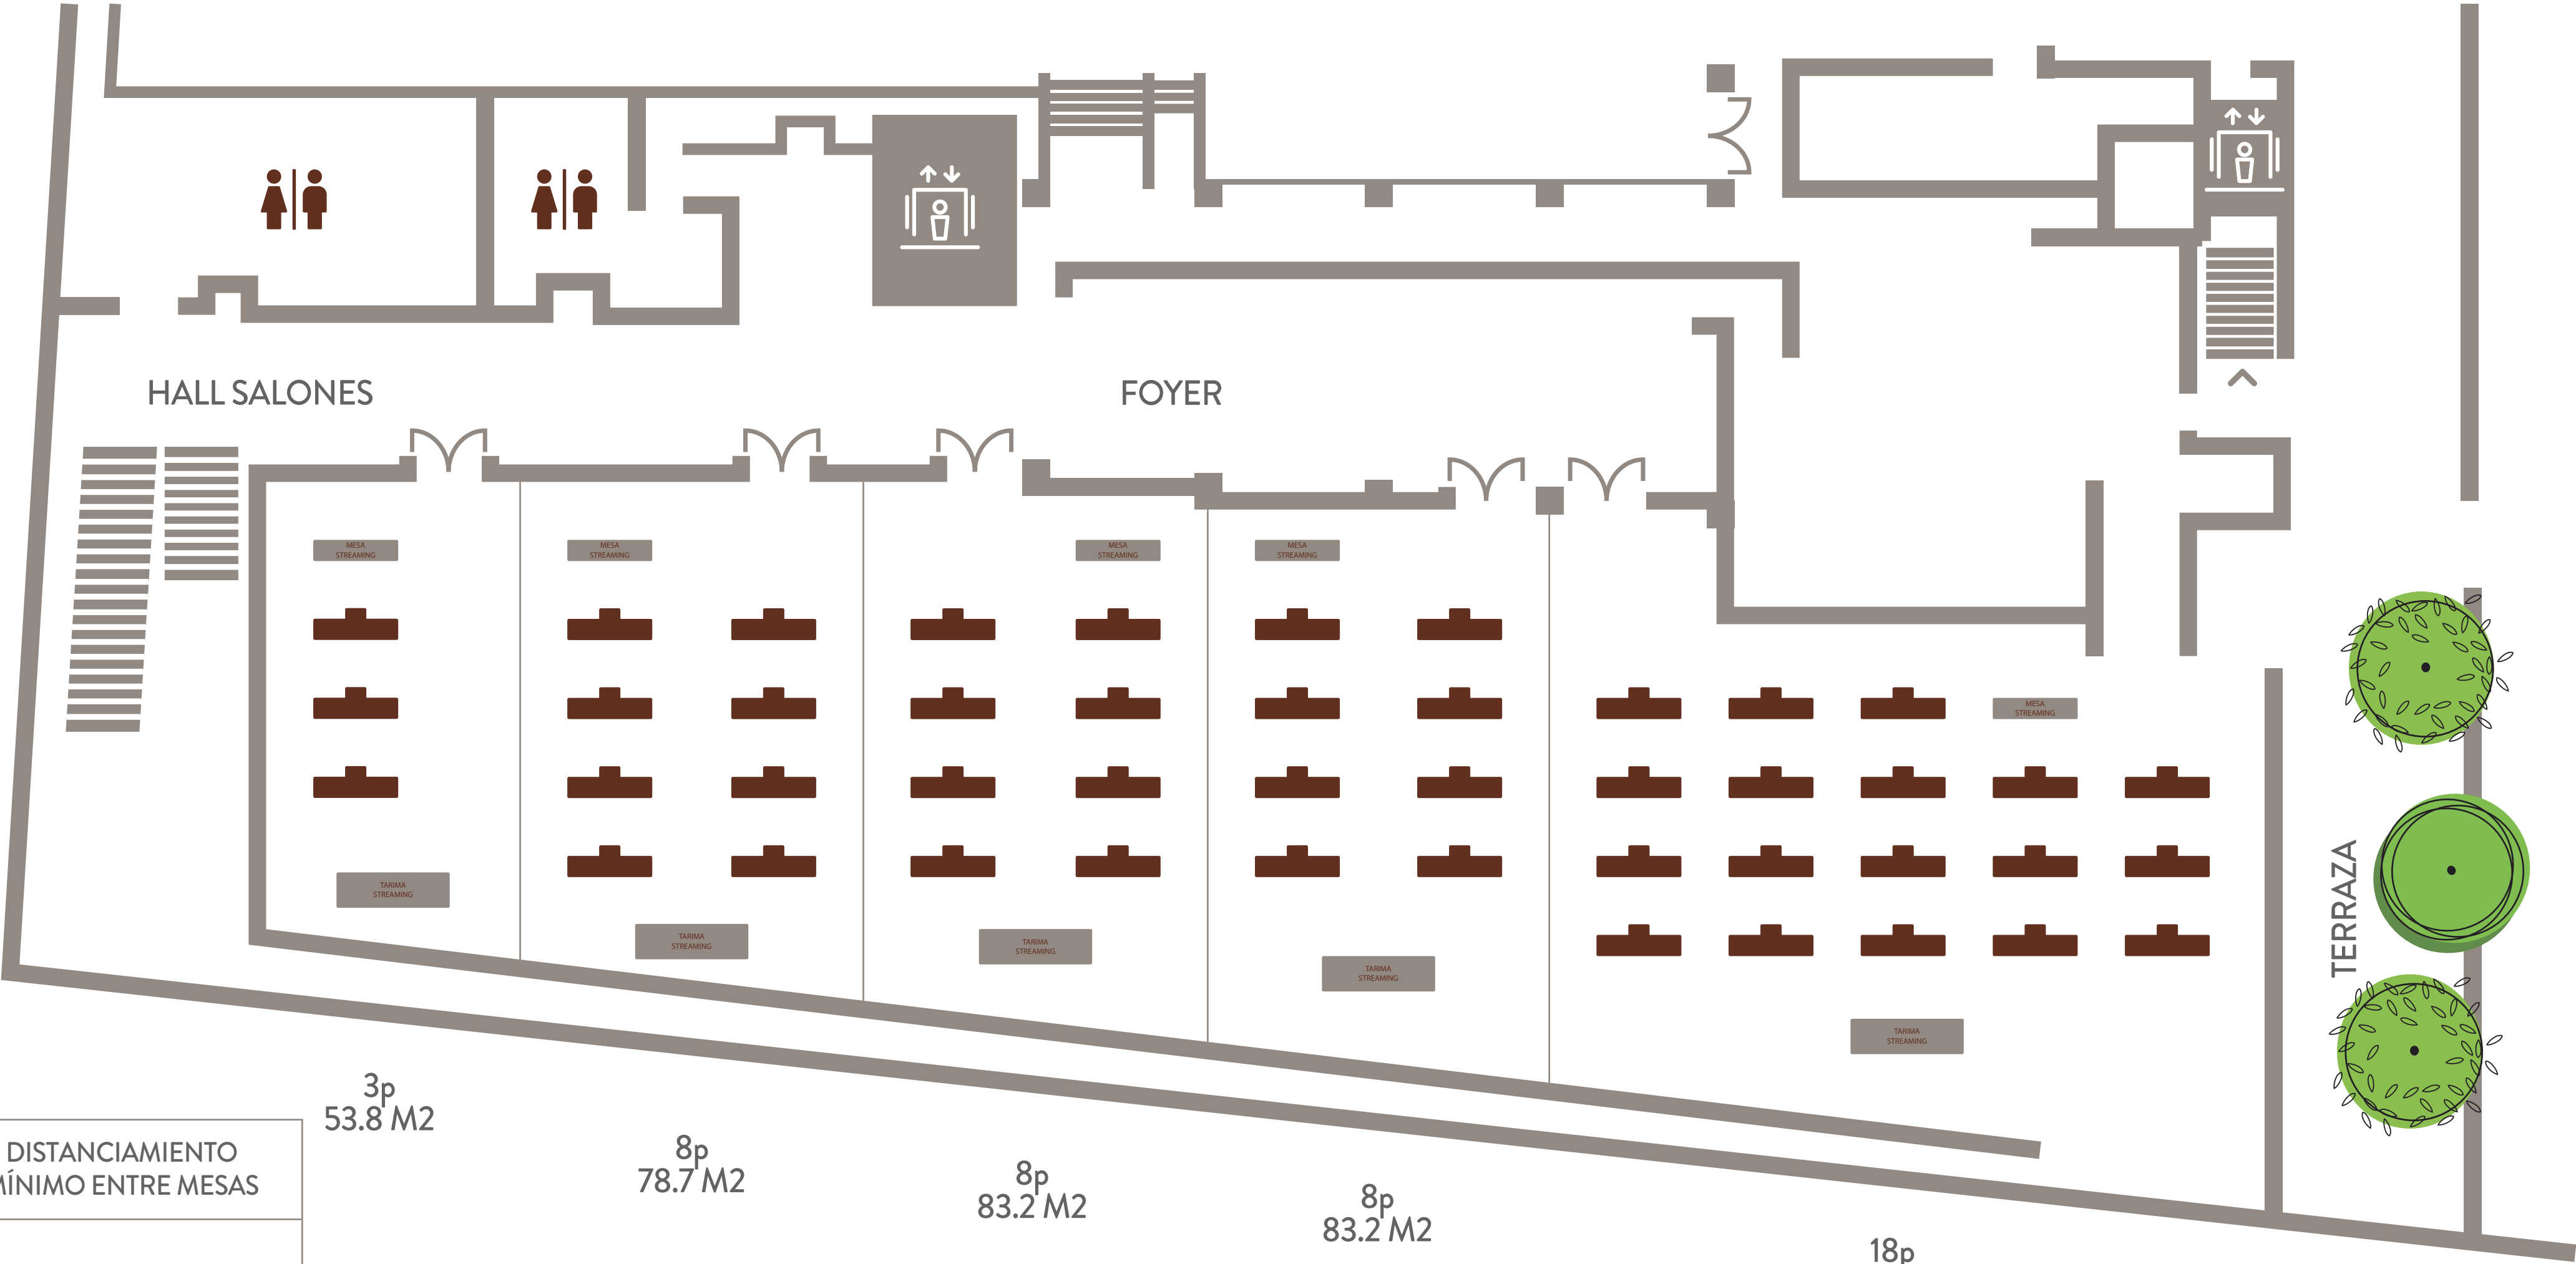 HALL SALONES
FOYER
MESA
STREAMING
MESA
STREAMING
MESA
STREAMING
MESA
STREAMING
MESA
STREAMING
TARIMA
STREAMING
TARIMA
STREAMING
TARIMA
STREAMING
TARIMA
STREAMING
TARIMA
STREAMING
TERRAZA
3p
53.8 M2
8p
78.7 M2
8p
83.2 M2
8p
83.2 M2
18p
DISTANCIAMIENTO
MÍNIMO ENTRE MESAS